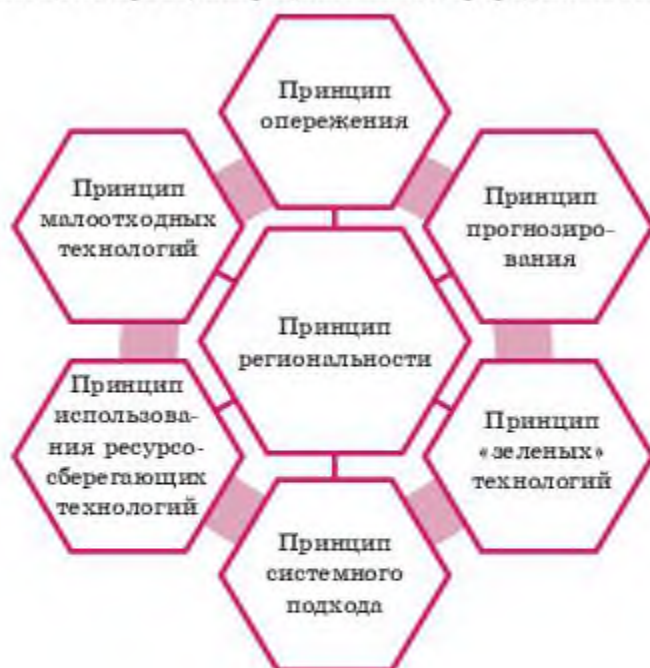 Принцип
опережения
Принцип
малоотходных
технологий
Принцип
прогнозиро-
вания
Принцип
региональности
Принцип
использова-
ния ресурсо-
сберегающих
технологий
Принцип
«зеленых»
технологий
Принцип
системного
подхода